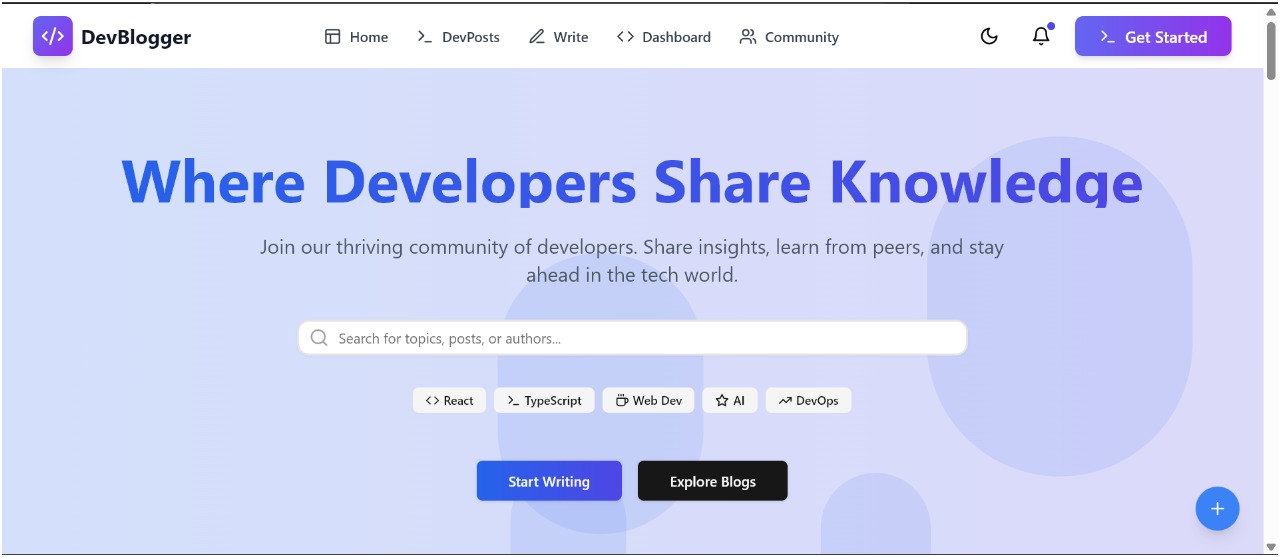 DevBlogger
Home
DevPosts
Write
Dashboard
Community
Get Started
Where Developers Share Knowledge
Join our thriving community of developers. Share insights, learn from peers, and stay
ahead in the tech world.
Search for topics, posts, or authors...
React
TypeScript
Web Dev
AI
DevOps
Start Writing
Explore Blogs